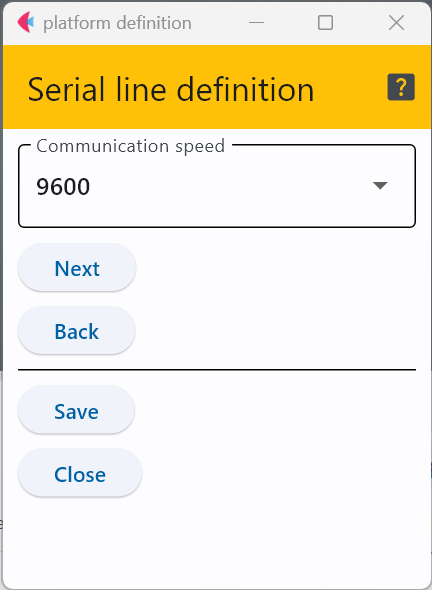 platform definition
Serial line definition
?
Communication speed
9600
Next
Back
Save
Close